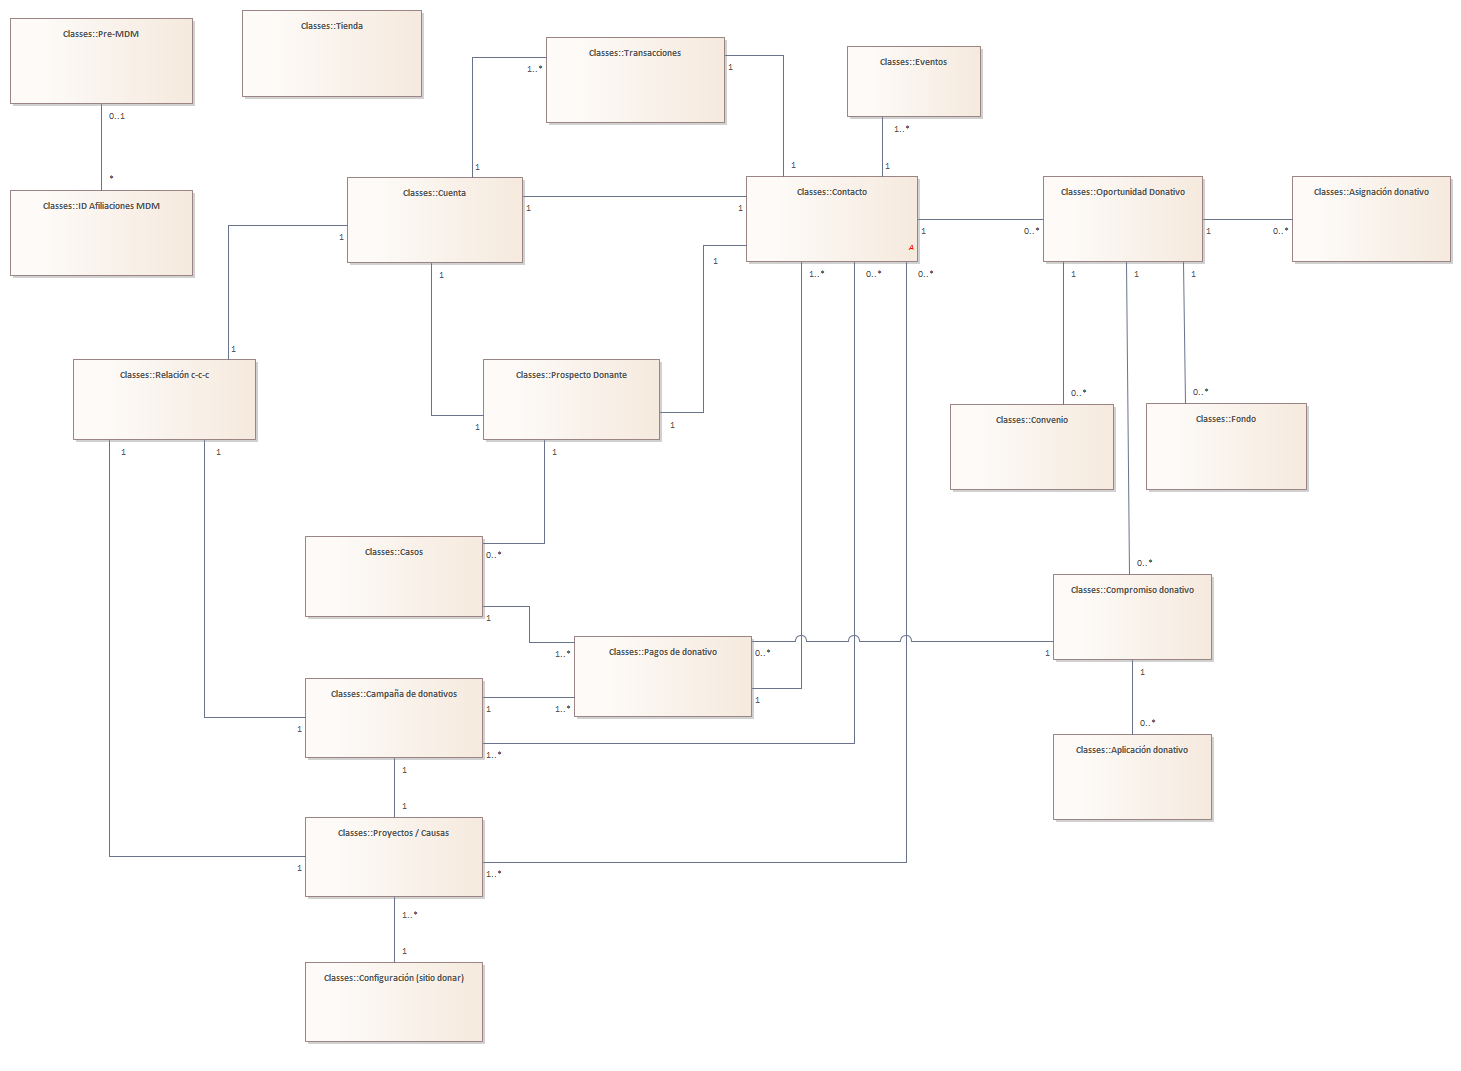 Classes::Pre-MDM
Classes::Tienda
Classes::Transacciones
Classes::Eventos
1..*
1
0..1
1..*
*
1
1
1
Classes::ID Afiliaciones MDM
Classes::Cuenta
Classes::Contacto
Classes::Oportunidad Donativo
Classes::Asignación donativo
1
1
1
1
0..*
1
0..*
A
1
1
1..*
0..*
0..*
1
1
1
1
Classes::Relación c-c-c
Classes::Prospecto Donante
0..*
0..*
Classes::Convenio
Classes::Fondo
1
1
1
1
1
Classes::Casos
0..*
0..*
Classes::Compromiso donativo
1
1..*
Classes::Pagos de donativo
0..*
1
1
Classes::Campaña de donativos
1
1..*
1
1
0..*
1..*
Classes::Aplicación donativo
1
1
Classes::Proyectos / Causas
1
1..*
1..*
1
Classes::Configuración (sitio donar)